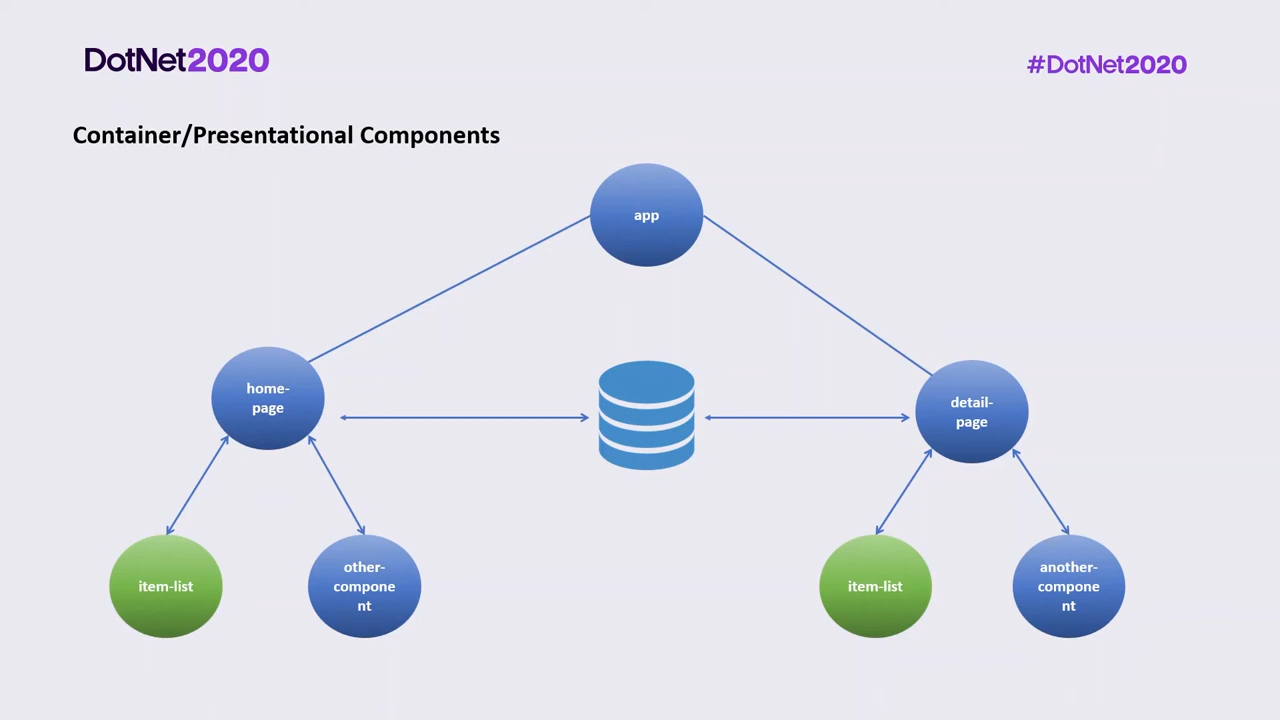 DotNet2020
#DotNet2020
Container/Presentational Components
app
home-
page
detail-
page
item-list
other-
compone
nt
item-list
another-
compone
nt